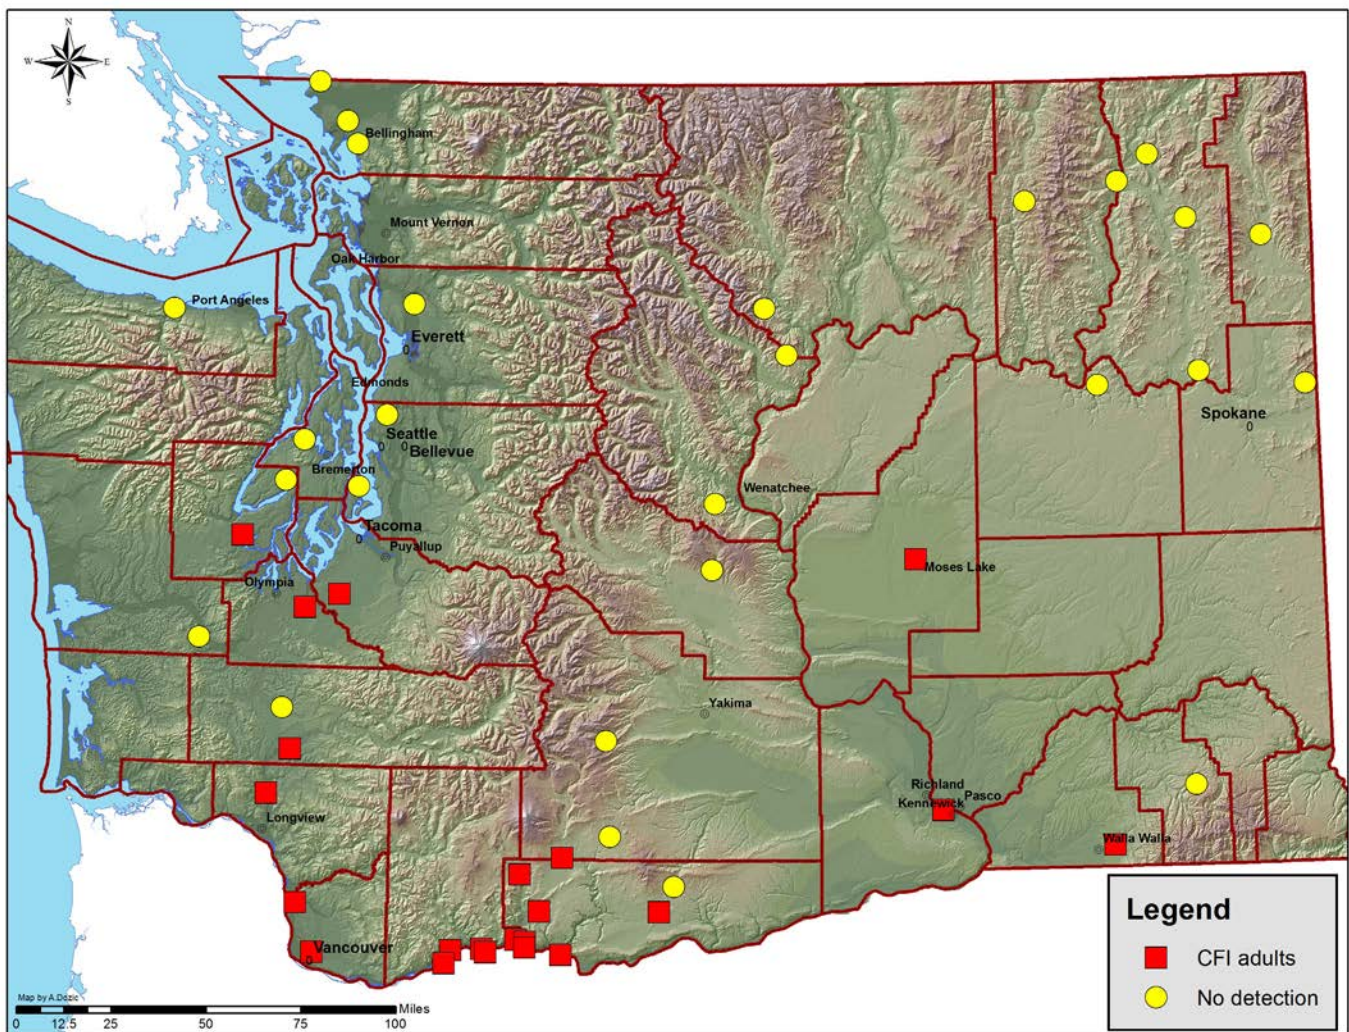 N
W E
S
Bellingham
Mount Vernon
Oak Harbor
Port Angeles
Everett
Edmonds
Seattle
Bellevue
Spokane
Bremerton
Wenatchee
Tacoma
Puyallup
Moses Lake
Olympia
Yakima
Richland
Pasco
Kennewick
Longview
Walla Walla
Vancouver
Legend
CFI adults
No detection
Map by A.Dozic
Miles
0 12.5 25 50 75 100